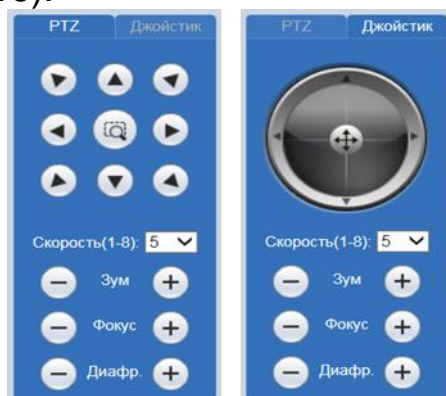 PTZ Джойстик
Скорость(1-8): 5
Зум
Фокус
Диафр.
PTZ Джойстик
Скорость(1-8): 5
Зум
Фокус
Диафр.